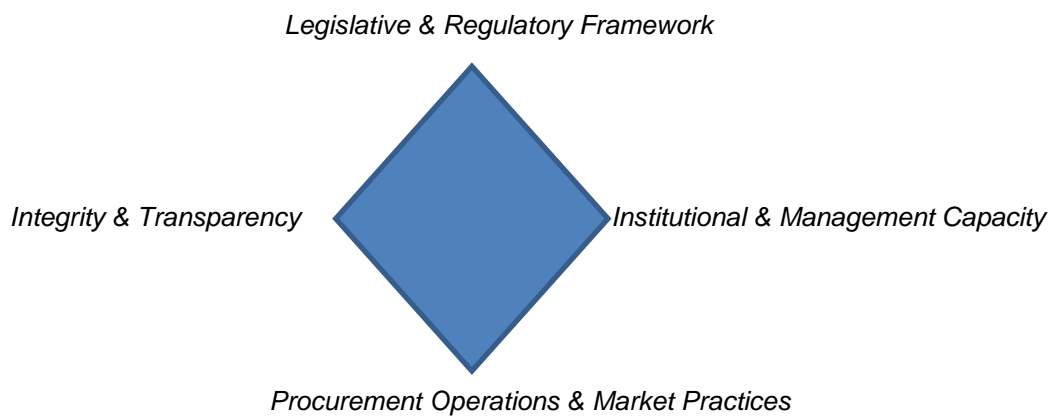 Legislative & Regulatory Framework
Integrity & Transparency
Institutional & Management Capacity
Procurement Operations & Market Practices